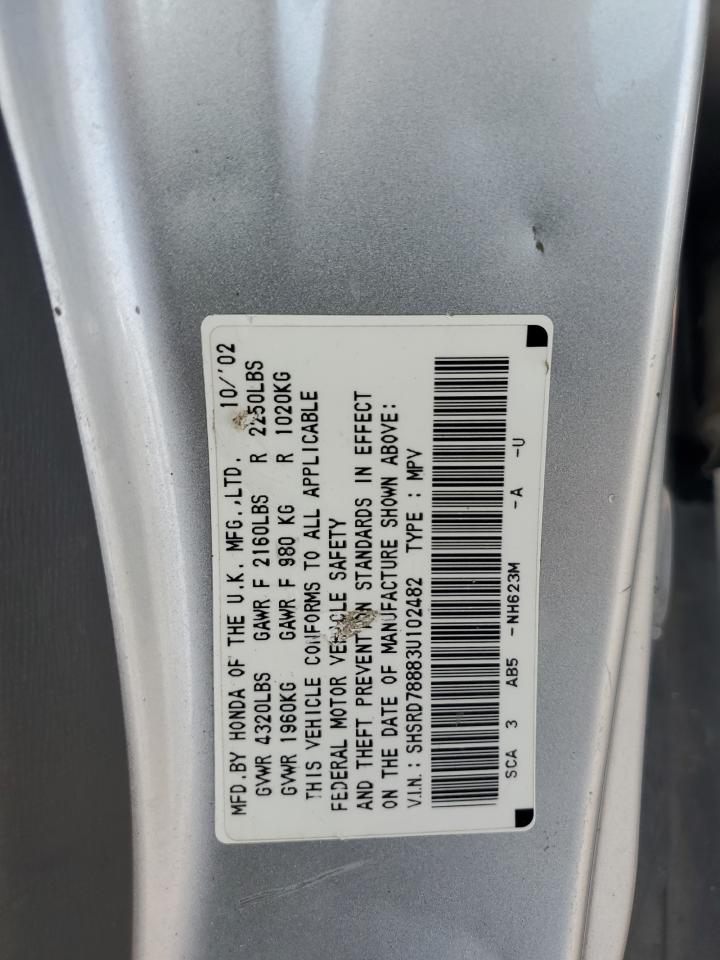 MFD.BY HONDA OF THE U.K. MFG.,LTD. 10/'02
GVWR 4320LBS GAWR F 2160LBS R 2250LBS
GVWR 1960KG GAWR F 980 KG R 1020KG
THIS VEHICLE CONFORMS TO ALL APPLICABLE
FEDERAL MOTOR VEHICLE SAFETY
AND THEFT PREVENTION STANDARDS IN EFFECT
ON THE DATE OF MANUFACTURE SHOWN ABOVE:
V.I.N.: SHSRD78883U102482 TYPE : MPV
SCA 3 AB5 -NH623M -A -U